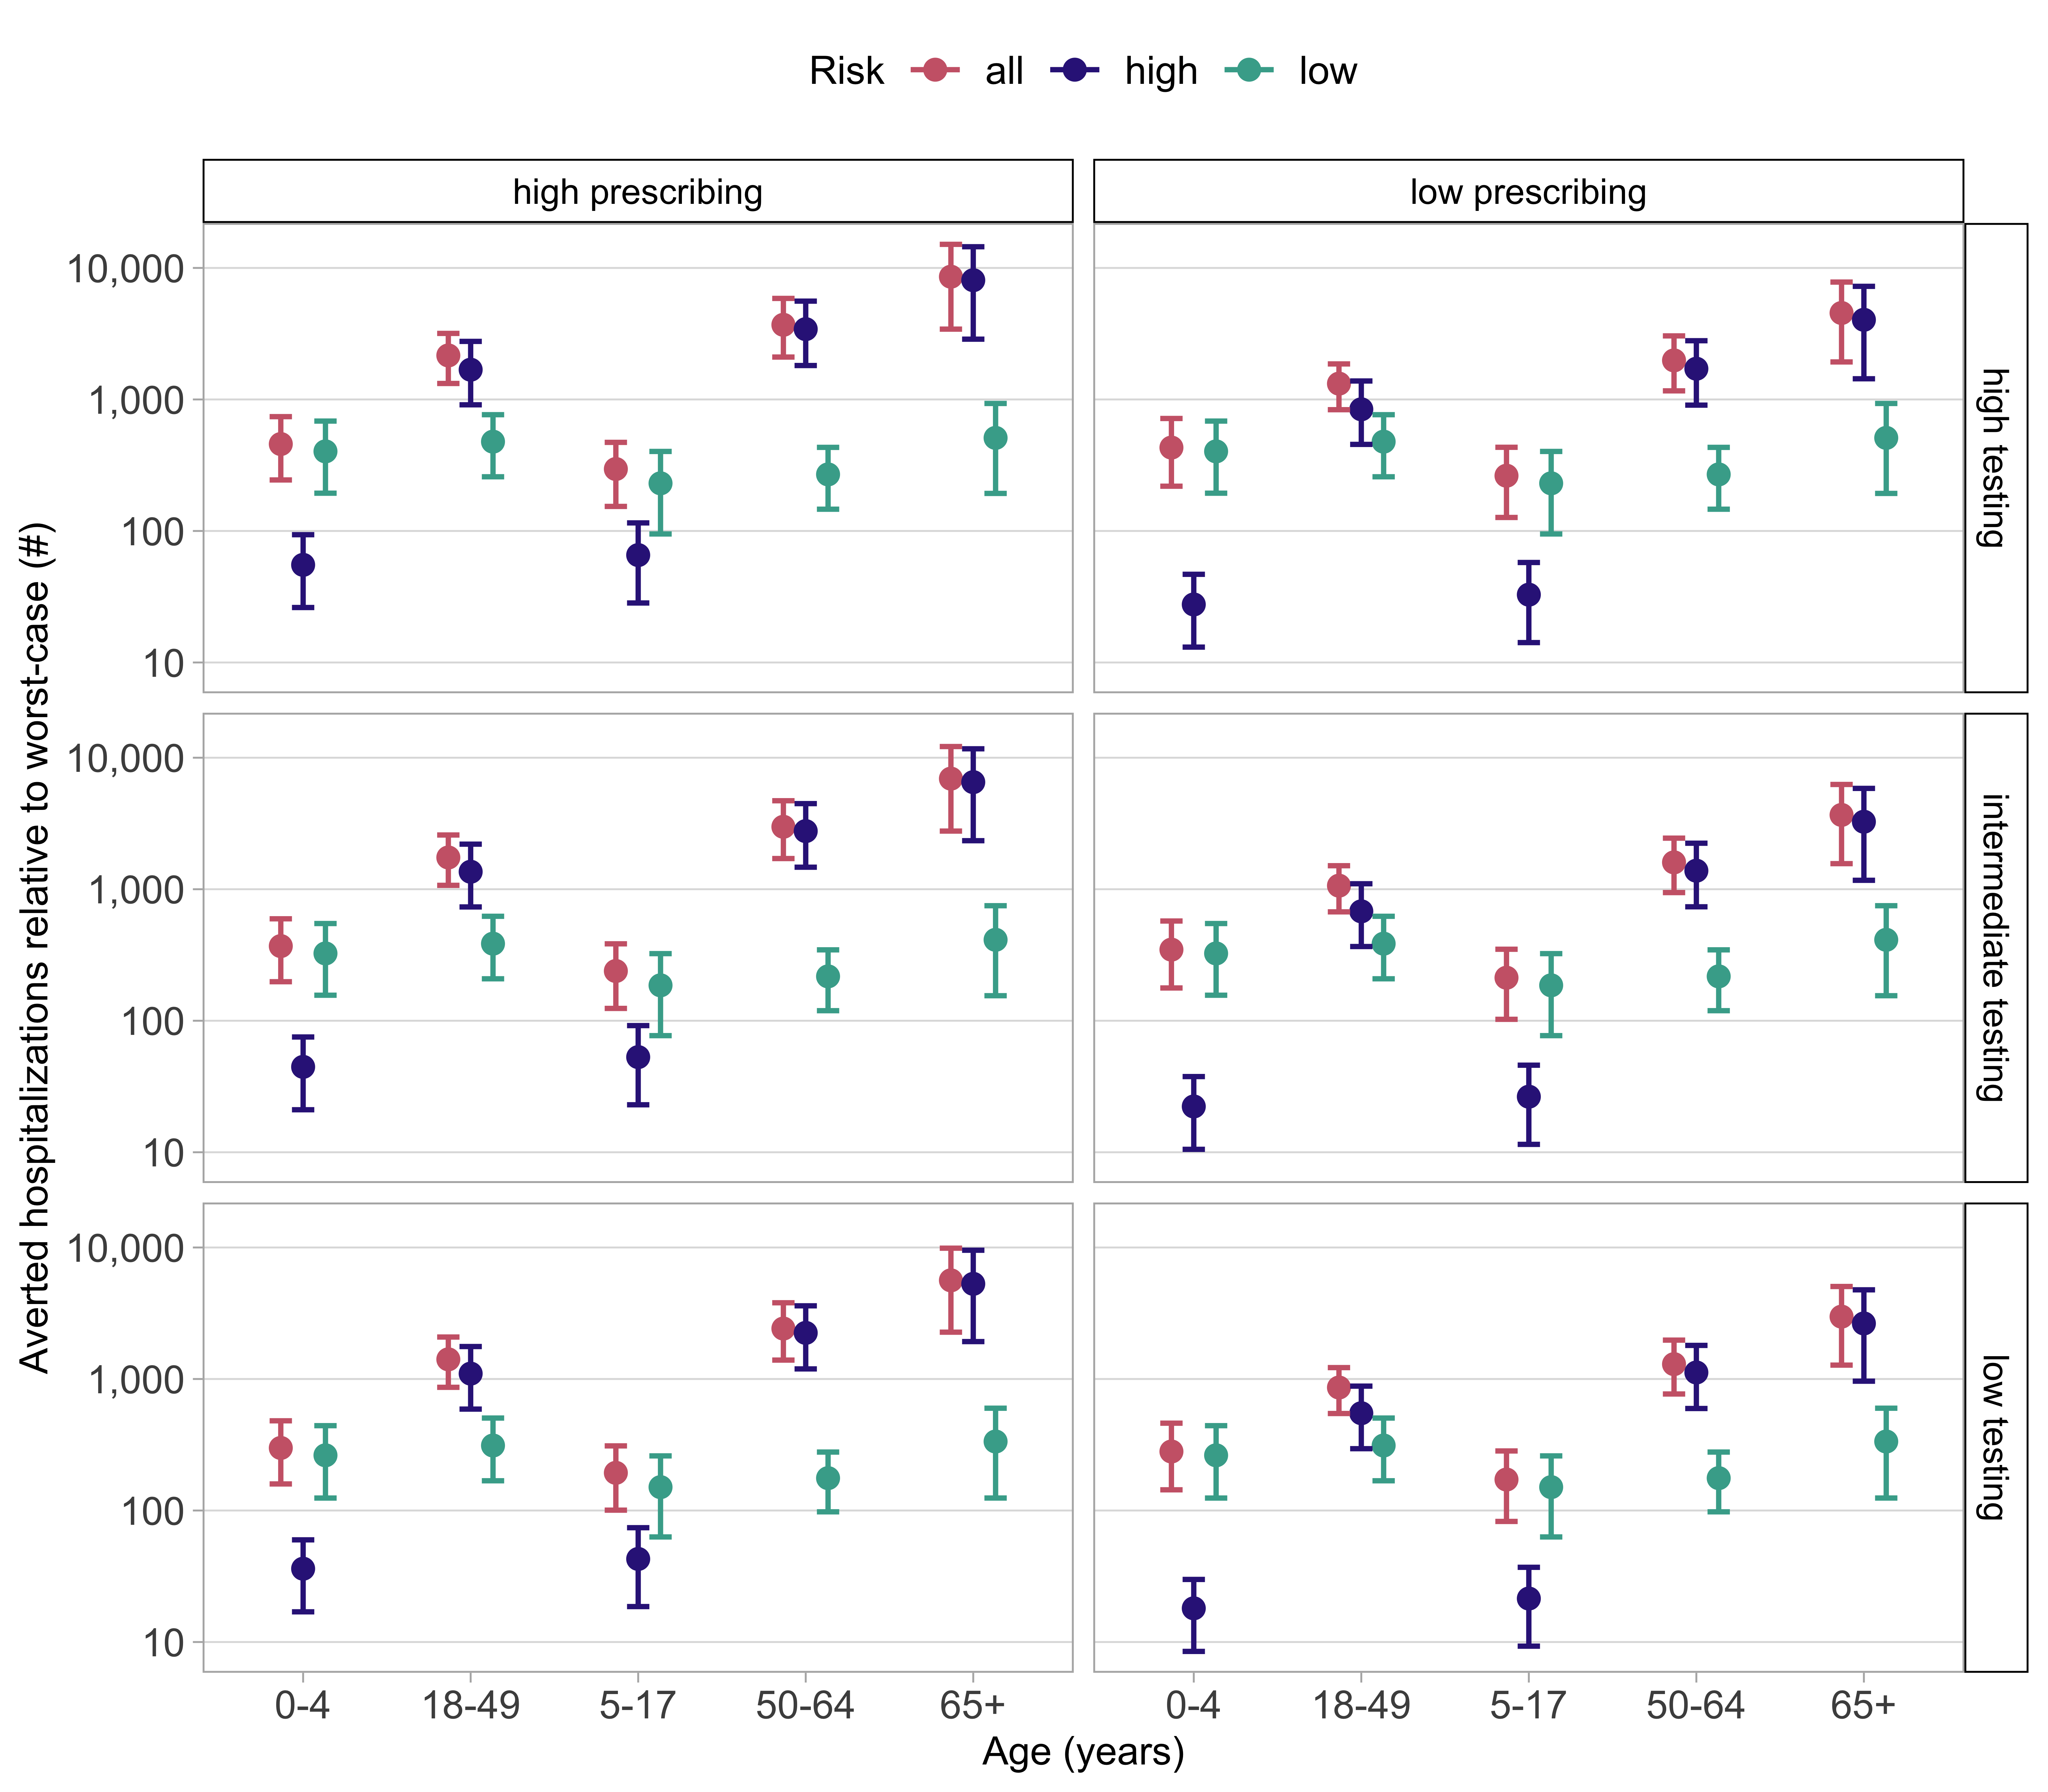 Risk all high low
high prescribing low prescribing
Averted hospitalizations relative to worst-case (#)
10,000
1,000
100
10
high testing
10,000
1,000
100
10
intermediate testing
10,000
1,000
100
10
low testing
0-4 18-49 5-17 50-64 65+ 0-4 18-49 5-17 50-64 65+
Age (years)